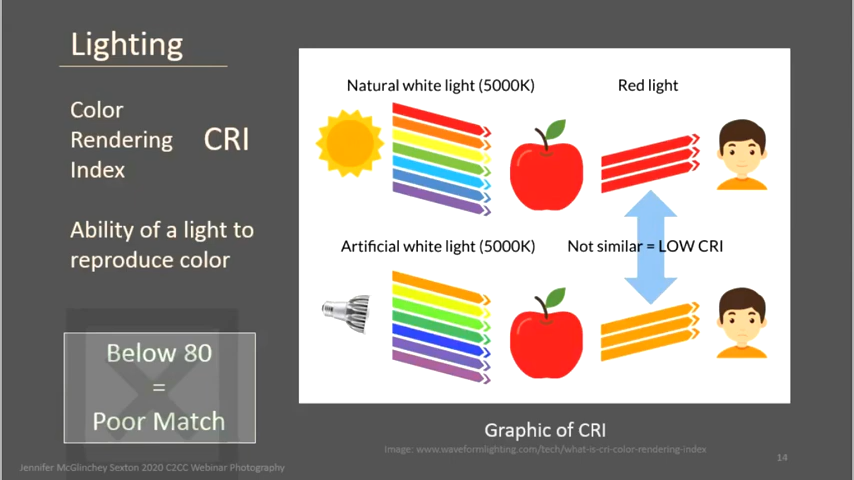 Lighting
Color
Rendering
Index
CRI
Ability of a light to
reproduce color
Below 80
=
Poor Match
Natural white light (5000K)
Red light
Artificial white light (5000K)
Not similar = LOW CRI
Graphic of CRI
Image: www.waveformlighting.com/tech/what-is-cri-color-rendering-index
Jennifer McGlinchey Sexton 2020 C2CC Webinar Photography
14